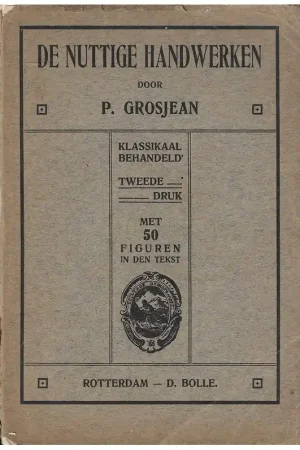 DE NUTTIGE HANDWERKEN
DOOR
P. GROSJEAN
KLASSIKAAL
BEHANDELD
TWEEDE
DRUK
MET
50
FIGUREN
IN DEN TEKST
ROTTERDAM — D. BOLLE.